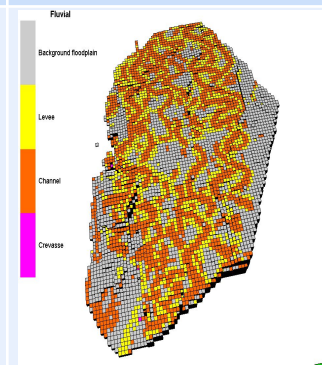 Fluvial
Background floodplain
Levee
Channel
Crevasse